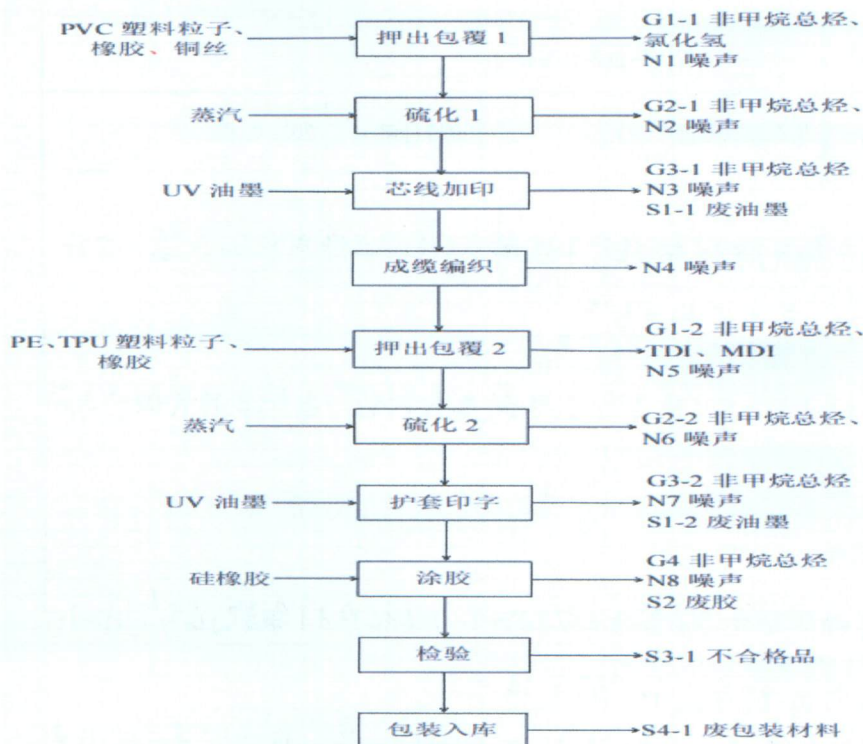 PVC 塑料粒子、
橡胶、铜丝
押出包覆 1
G1-1 非甲烷总烃、
氯化氢
N1 噪声
蒸汽
硫化 1
G2-1 非甲烷总烃、
N2 噪声
UV 油墨
芯线加印
G3-1 非甲烷总烃
N3 噪声
S1-1 废油墨
成缆编织
N4 噪声
PE、TPU 塑料粒子、
橡胶
押出包覆 2
G1-2 非甲烷总烃、
TDI、MDI
N5 噪声
蒸汽
硫化 2
G2-2 非甲烷总烃、
N6 噪声
UV 油墨
护套印字
G3-2 非甲烷总烃
N7 噪声
S1-2 废油墨
硅橡胶
涂胶
G4 非甲烷总烃
N8 噪声
S2 废胶
检验
S3-1 不合格品
包装入库
S4-1 废包装材料